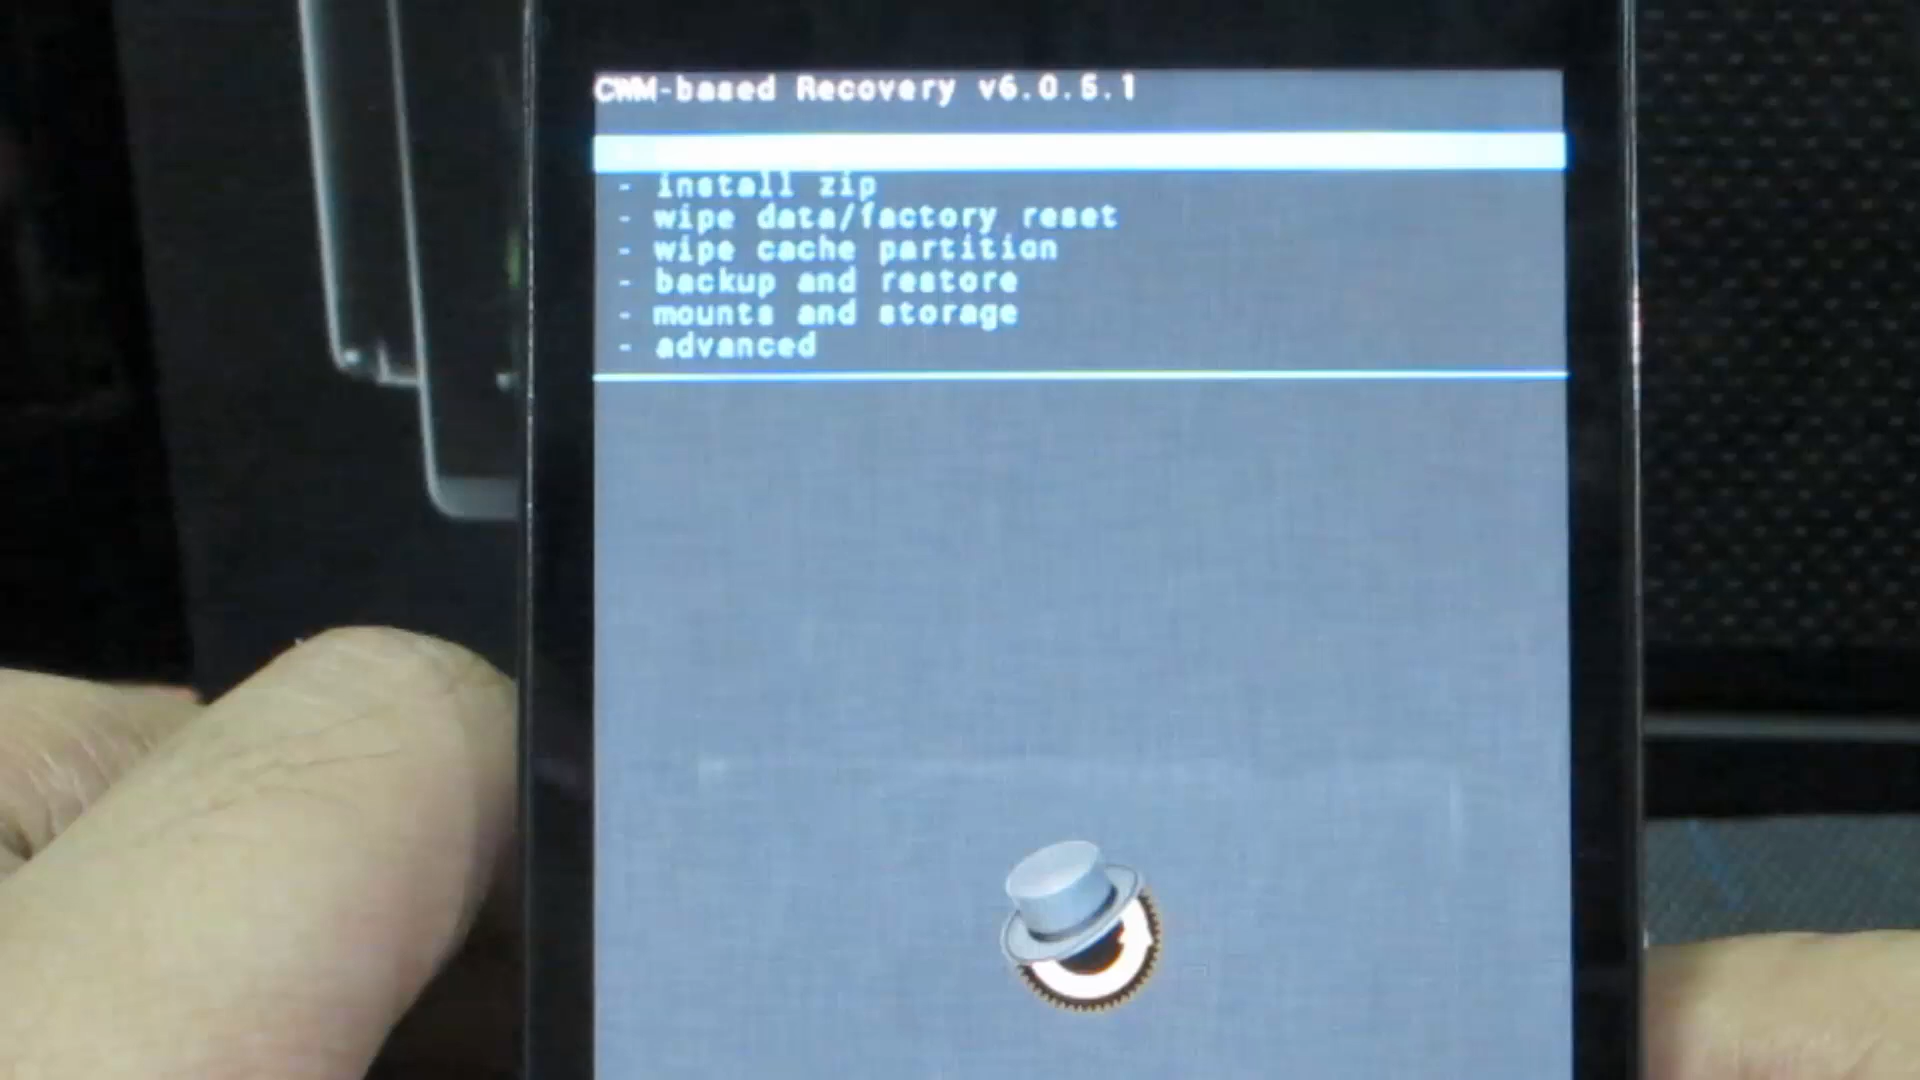 CWM-based Recovery v6.0.5.1
- install zip
- wipe data/factory reset
- wipe cache partition
- backup and restore
- mounts and storage
- advanced